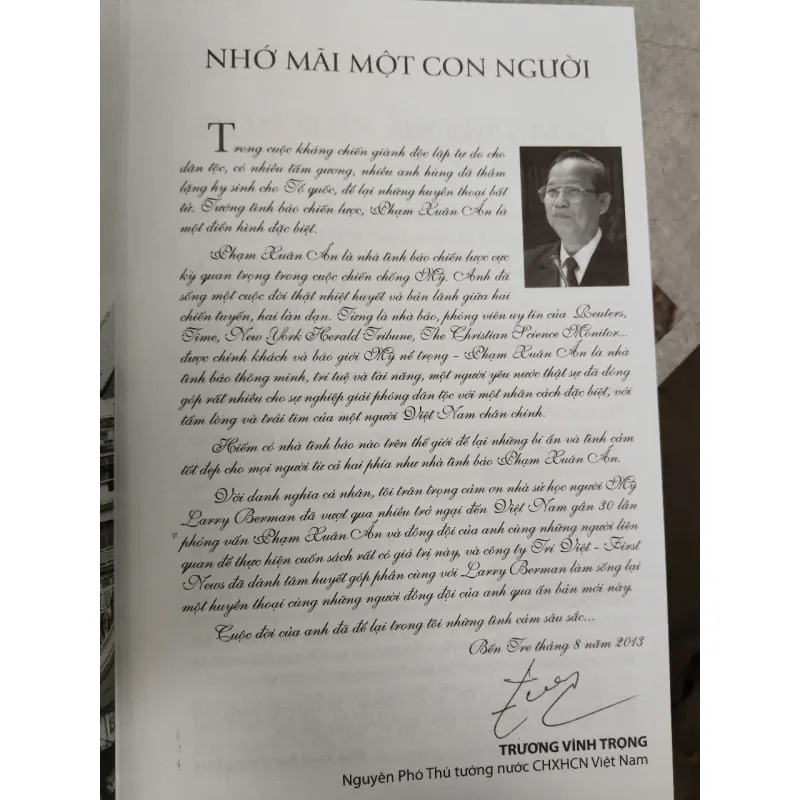 NHỚ MÃI MỘT CON NGƯỜI
Trong cuộc kháng chiến giành độc lập tự do cho
dân tộc, có nhiều tấm gương, nhiều anh hùng đã thầm
lặng hy sinh cho Tổ quốc, để lại những huyền thoại bất
tử. Tướng tình báo chiến lược, Phạm Xuân Ẩn là
một điển hình đặc biệt.
Phạm Xuân Ẩn là nhà tình báo chiến lược cực
kỳ quan trọng trong cuộc chiến chống Mỹ. Anh đã
sống một cuộc đời thật nhiệt huyết và bản lãnh giữa hai
chiến tuyến, hai làn đạn. Từng là nhà báo, phóng viên uy tín của Reuters,
Time, New York Herald Tribune, The Christian Science Monitor...
được chính khách và báo giới Mỹ nể trọng - Phạm Xuân Ẩn là nhà
tình báo thông minh, trí tuệ và tài năng, một người yêu nước thật sự đã đóng
góp rất nhiều cho sự nghiệp giải phóng dân tộc với một nhân cách đặc biệt, với
tấm lòng và trái tim của một người Việt Nam chân chính.
Hiếm có nhà tình báo nào trên thế giới để lại những bí ẩn và tình cảm
tốt đẹp cho mọi người từ cả hai phía như nhà tình báo Phạm Xuân Ẩn.
Với danh nghĩa cá nhân, tôi trân trọng cảm ơn nhà sử học người Mỹ
Larry Berman đã vượt qua nhiều trở ngại đến Việt Nam gần 30 lần
phỏng vấn Phạm Xuân Ẩn và đồng đội của anh cùng những người liên
quan để thực hiện cuốn sách rất có giá trị này, và công ty Trí Việt - First
News đã dành tâm huyết góp phần cùng với Larry Berman làm sống lại
một huyền thoại cùng những người đồng đội của anh qua ấn bản mới này.
Cuộc đời của anh đã để lại trong tôi những tình cảm sâu sắc...
Bến Tre tháng 8 năm 2013
TRƯƠNG VĨNH TRỌNG
Nguyên Phó Thủ tướng nước CHXHCN Việt Nam